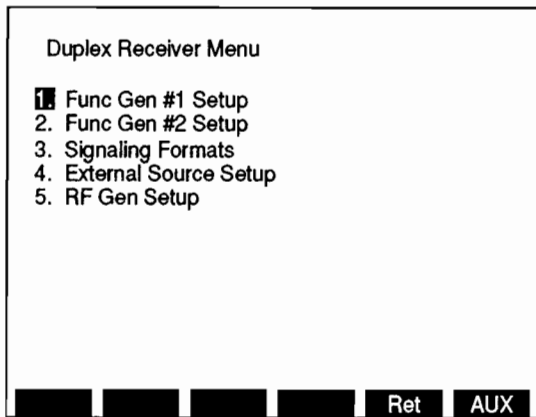 Duplex Receiver Menu
1. Func Gen #1 Setup
2. Func Gen #2 Setup
3. Signaling Formats
4. External Source Setup
5. RF Gen Setup
Ret AUX